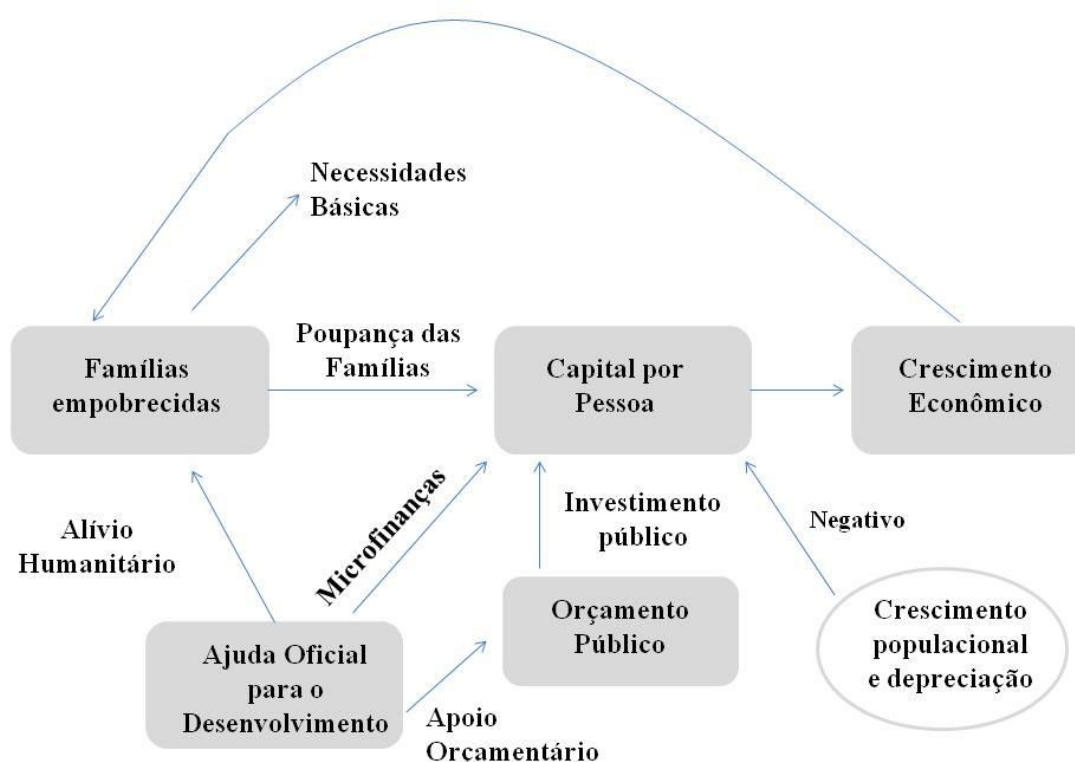 Necessidades
Básicas
Poupança das
Famílias
Famílias
empobrecidas
Capital por
Pessoa
Crescimento
Econômico
Alívio
Humanitário
Microfinanças
Investimento
público
Negativo
Orçamento
Público
Crescimento
populacional
e depreciação
Ajuda Oficial
para o
Desenvolvimento
Apoio
Orçamentário